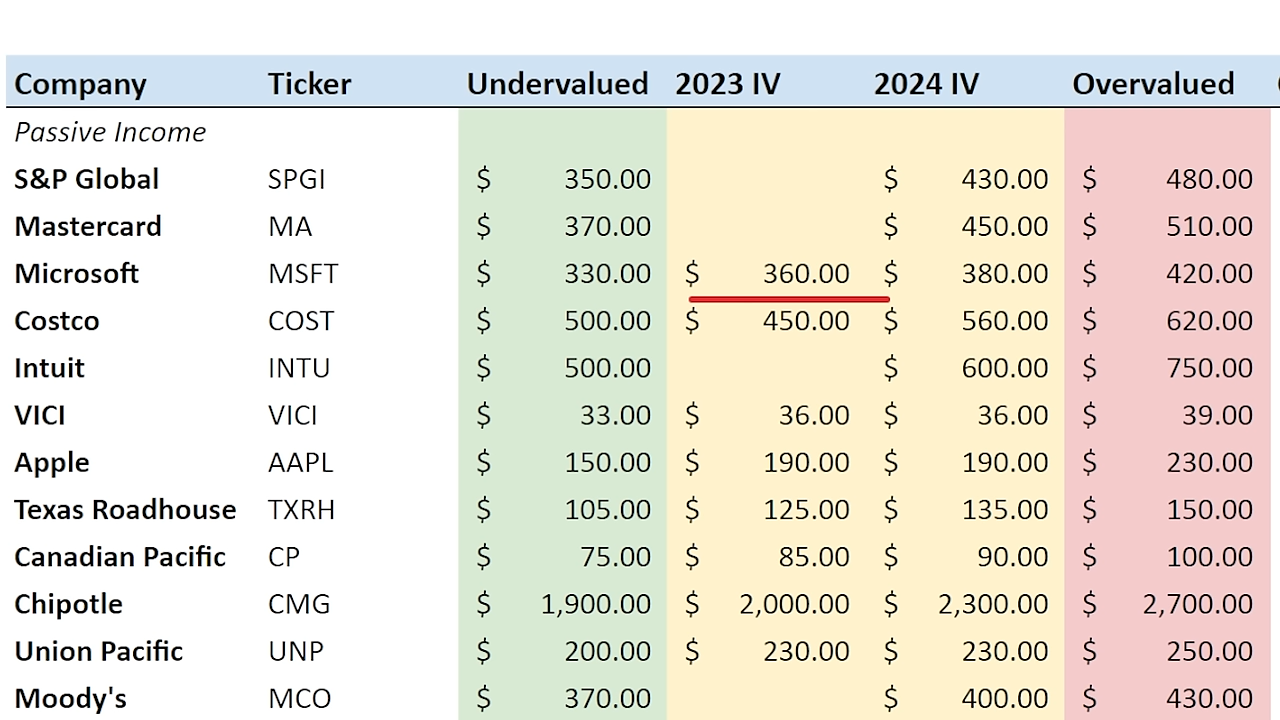 Company Ticker Undervalued 2023 IV 2024 IV Overvalued
Passive Income
S&P Global SPGI $ 350.00 $ 430.00 $ 480.00
Mastercard MA $ 370.00 $ 450.00 $ 510.00
Microsoft MSFT $ 330.00 $ 360.00 $ 380.00 $ 420.00
Costco COST $ 500.00 $ 450.00 $ 560.00 $ 620.00
Intuit INTU $ 500.00 $ 600.00 $ 750.00
VICI VICI $ 33.00 $ 36.00 $ 36.00 $ 39.00
Apple AAPL $ 150.00 $ 190.00 $ 190.00 $ 230.00
Texas Roadhouse TXRH $ 105.00 $ 125.00 $ 135.00 $ 150.00
Canadian Pacific CP $ 75.00 $ 85.00 $ 90.00 $ 100.00
Chipotle CMG $ 1,900.00 $ 2,000.00 $ 2,300.00 $ 2,700.00
Union Pacific UNP $ 200.00 $ 230.00 $ 230.00 $ 250.00
Moody's MCO $ 370.00 $ 400.00 $ 430.00